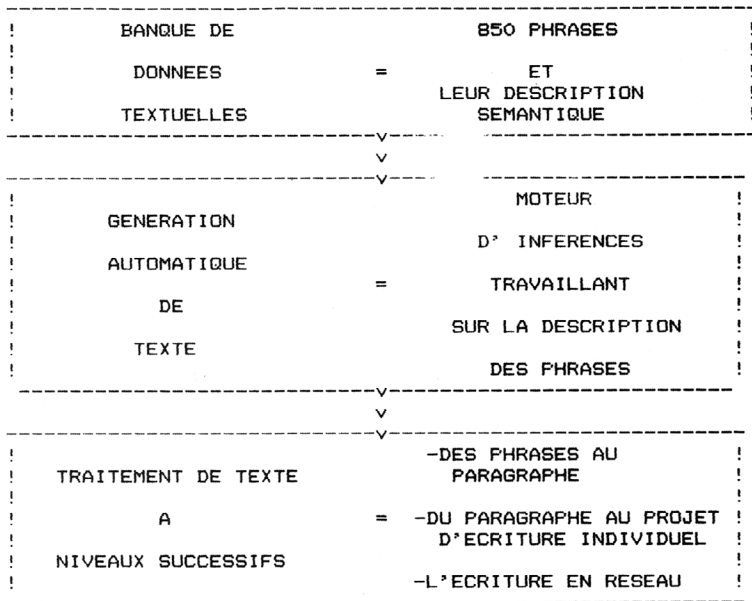 BANQUE DE 850 PHRASES
DONNEES = ET
LEUR DESCRIPTION
TEXTUELLES SEMANTIQUE
MOTEUR
GENERATION
D' INFERENCES
AUTOMATIQUE
= TRAVAILLANT
DE
SUR LA DESCRIPTION
TEXTE
DES PHRASES
-DES PHRASES AU
TRAITEMENT DE TEXTE PARAGRAPHE
A = -DU PARAGRAPHE AU PROJET
D'ECRITURE INDIVIDUEL
NIVEAUX SUCCESSIFS
-L'ECRITURE EN RESEAU